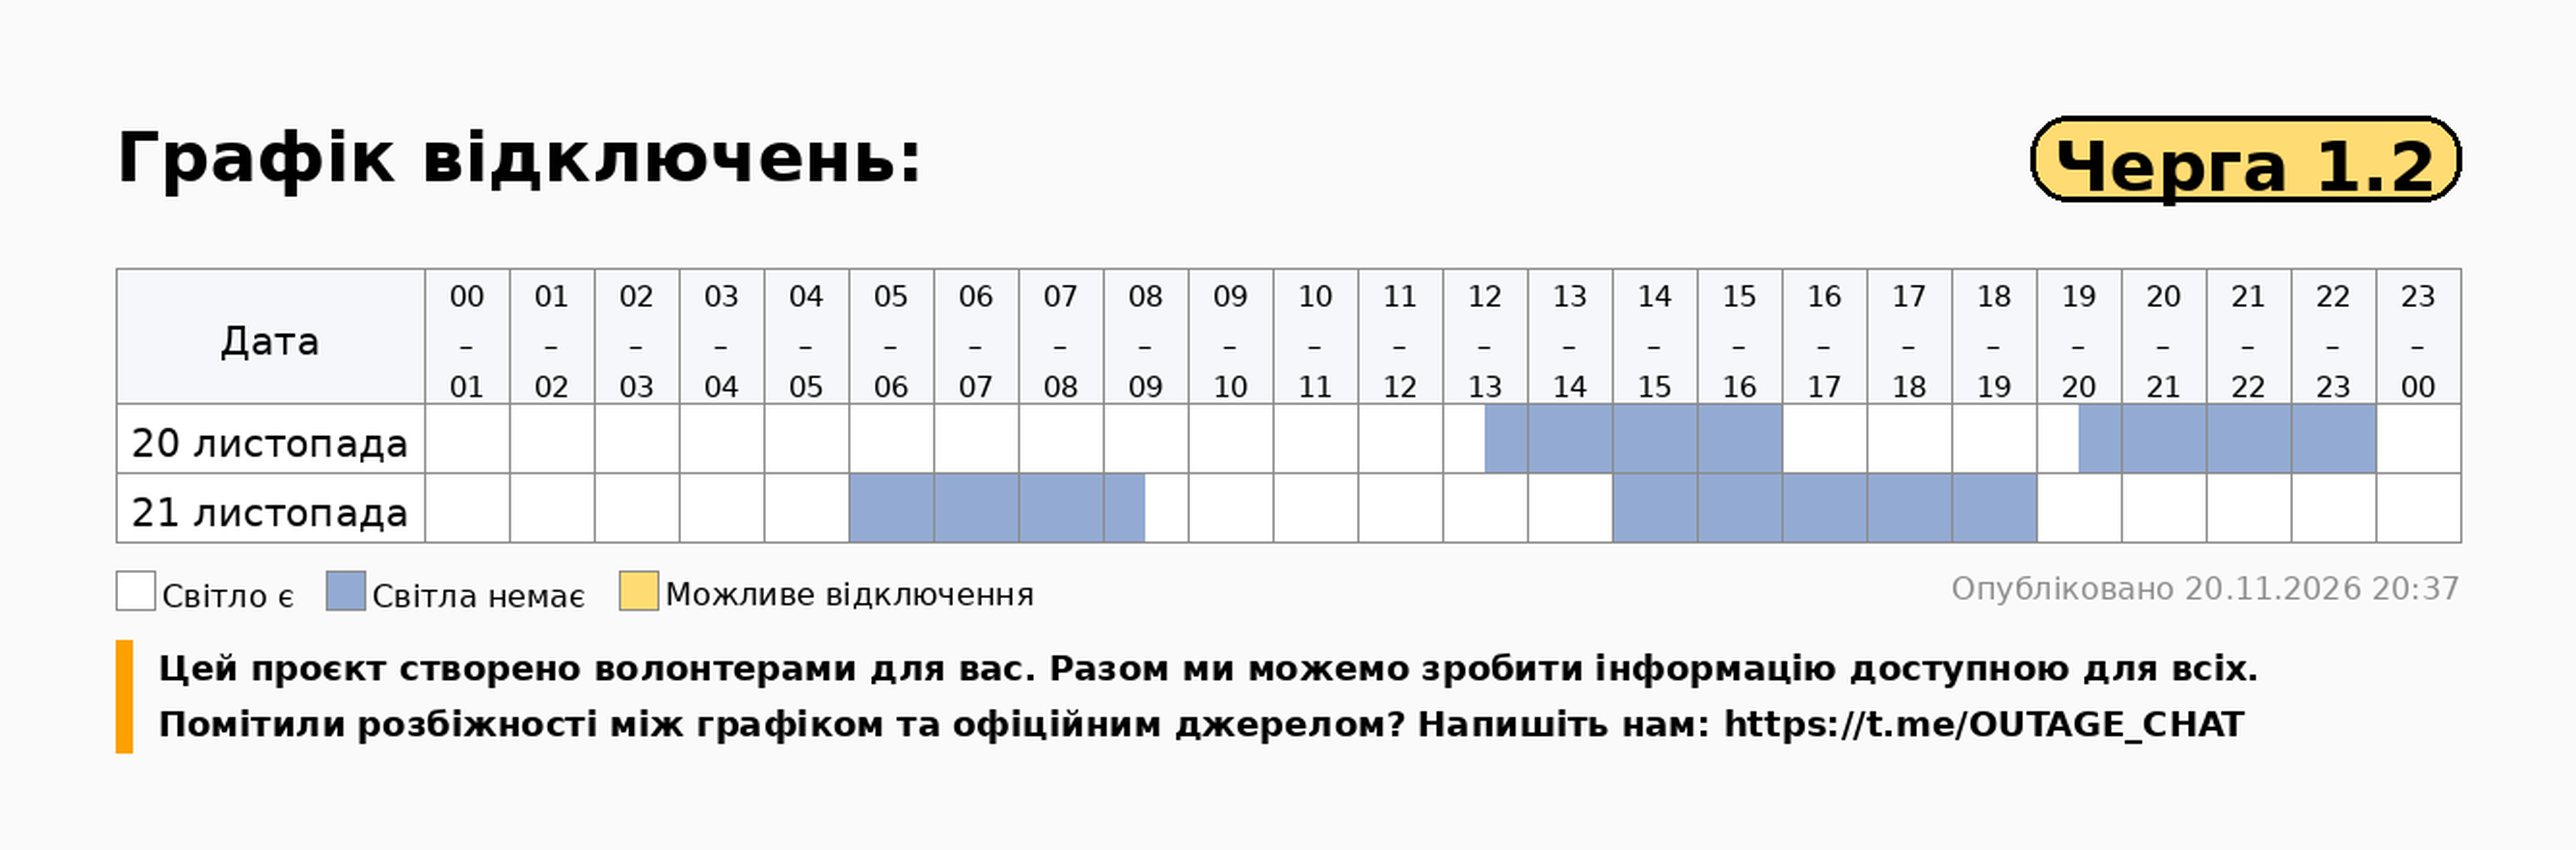 Графік відключень:
Черга 1.2
Дата 00 – 01 01 – 02 02 – 03 03 – 04 04 – 05 05 – 06 06 – 07 07 – 08 08 – 09 09 – 10 10 – 11 11 – 12 12 – 13 13 – 14 14 – 15 15 – 16 16 – 17 17 – 18 18 – 19 19 – 20 20 – 21 21 – 22 22 – 23 23 – 00
20 листопада
21 листопада
Світло є Світла немає Можливе відключення
Опубліковано 20.11.2026 20:37
Цей проєкт створено волонтерами для вас. Разом ми можемо зробити інформацію доступною для всіх.
Помітили розбіжності між графіком та офіційним джерелом? Напишіть нам: https://t.me/OUTAGE_CHAT